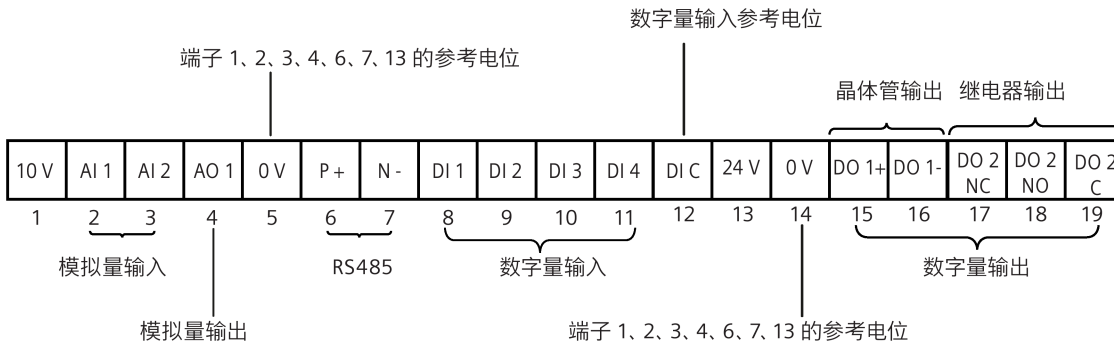 数字量输入参考电位
端子 1、2、3、4、6、7、13 的参考电位
晶体管输出 继电器输出
10 V AI 1 AI 2 AO 1 0 V P + N - DI 1 DI 2 DI 3 DI 4 DI C 24 V 0 V DO 1+ DO 1- DO 2 NC DO 2 NO DO 2 C
1 2 3 4 5 6 7 8 9 10 11 12 13 14 15 16 17 18 19
模拟量输入 RS485 数字量输入 数字量输出
模拟量输出 端子 1、2、3、4、6、7、13 的参考电位